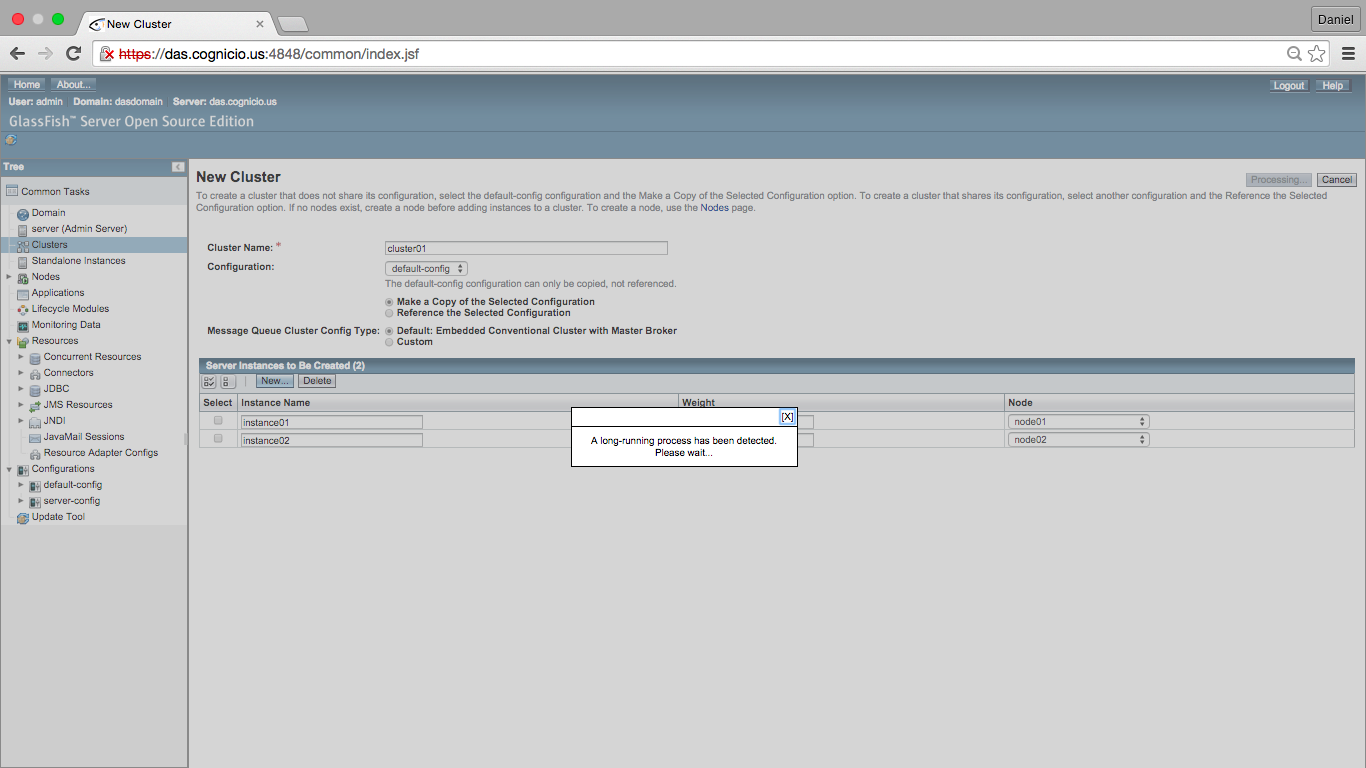 New Cluster
Daniel
https://das.cognicio.us:4848/common/index.jsf
Home About...
Logout Help
User: admin Domain: dasdomain Server: das.cognicio.us
GlassFish™ Server Open Source Edition
Tree
Common Tasks
Domain
server (Admin Server)
Clusters
Standalone Instances
Nodes
Applications
Lifecycle Modules
Monitoring Data
Resources
Concurrent Resources
Connectors
JDBC
JMS Resources
JNDI
JavaMail Sessions
Resource Adapter Configs
Configurations
default-config
server-config
Update Tool
New Cluster
Processing... Cancel
To create a cluster that does not share its configuration, select the default-config configuration and the Make a Copy of the Selected Configuration option. To create a cluster that shares its configuration, select another configuration and the Reference the Selected
Configuration option. If no nodes exist, create a node before adding instances to a cluster. To create a node, use the Nodes page.
Cluster Name: * cluster01
Configuration: default-config
The default-config configuration can only be copied, not referenced.
Make a Copy of the Selected Configuration
Reference the Selected Configuration
Message Queue Cluster Config Type: Default: Embedded Conventional Cluster with Master Broker
Custom
Server Instances to Be Created (2)
New... Delete
Select Instance Name Weight Node
instance01 node01
instance02 node02
[X]
A long-running process has been detected.
Please wait...